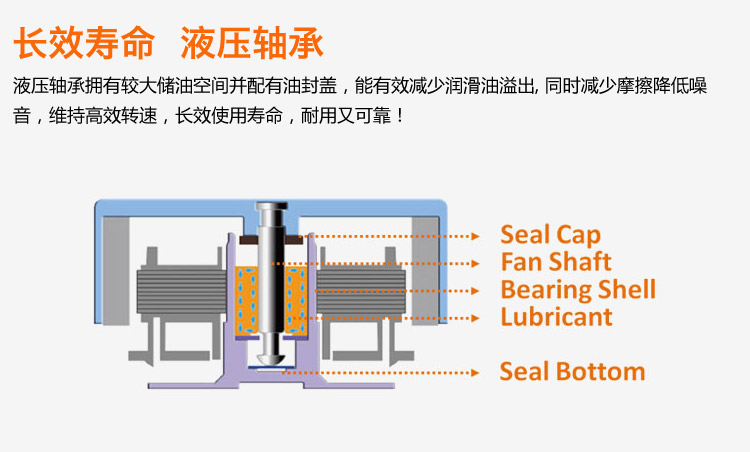 长效寿命 液压轴承
液压轴承拥有较大储油空间并配有油封盖，能有效减少润滑油溢出, 同时减少摩擦降低噪
音，维持高效转速，长效使用寿命，耐用又可靠！
Seal Cap
Fan Shaft
Bearing Shell
Lubricant
Seal Bottom